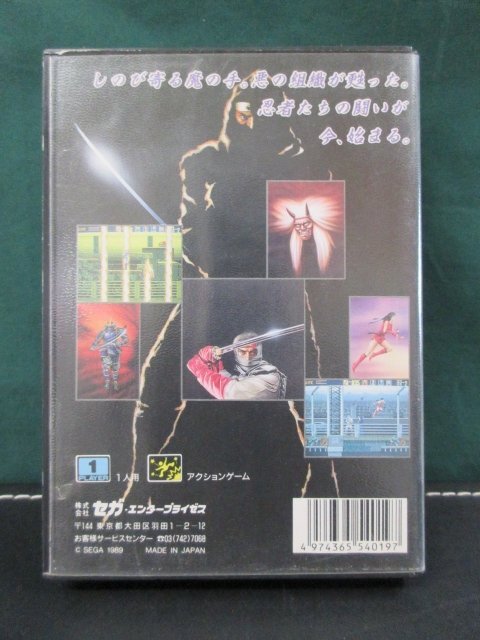 しのび寄る魔の手。悪の組織が甦った。
忍者たちの闘いが
今、始まる。
1
PLAYER
1人用
アクションゲーム
株式会社 セガ・エンタープライゼス
〒144 東京都大田区羽田1-2-12
お客様サービスセンター ☎03(742)7068
© SEGA 1989 MADE IN JAPAN
4 974365 540197